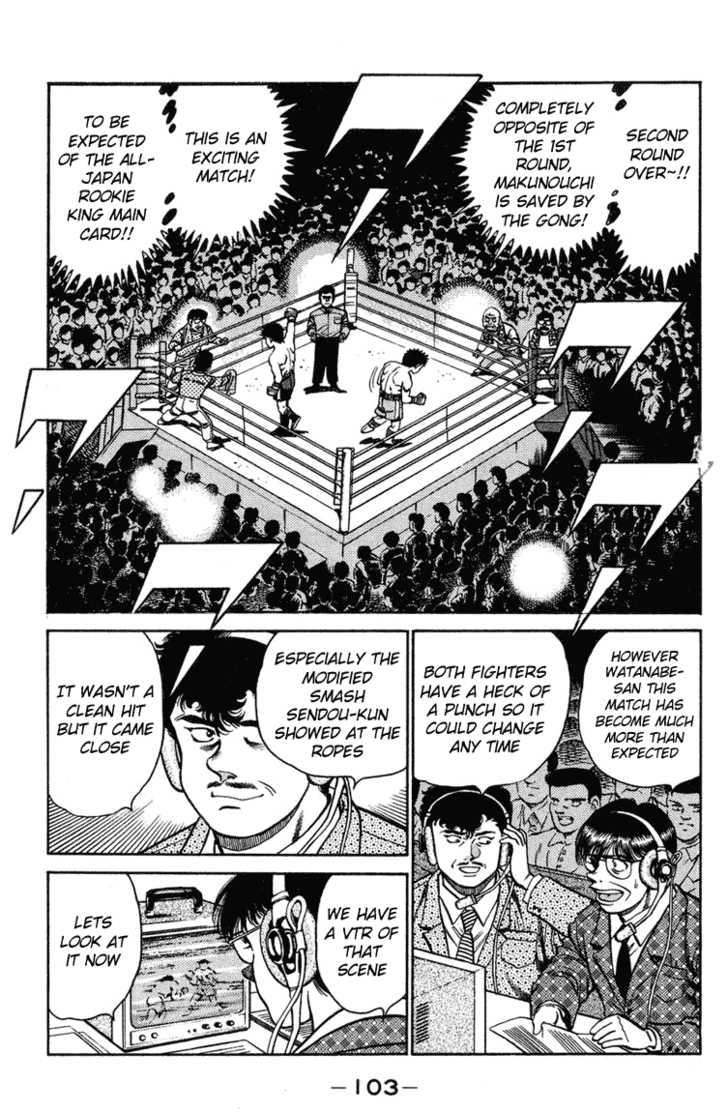 SECOND
ROUND
OVER~!!
COMPLETELY
OPPOSITE OF
THE 1ST
ROUND,
MAKUNOUCHI
IS SAVED BY
THE GONG!
THIS IS AN
EXCITING
MATCH!
TO BE
EXPECTED
OF THE ALL-
JAPAN
ROOKIE
KING MAIN
CARD!!
HOWEVER
WATANABE-
SAN THIS
MATCH HAS
BECOME MUCH
MORE THAN
EXPECTED
BOTH FIGHTERS
HAVE A HECK OF
A PUNCH SO IT
COULD CHANGE
ANY TIME
ESPECIALLY THE
MODIFIED
SMASH
SENDOU-KUN
SHOWED AT THE
ROPES
IT WASN'T A
CLEAN HIT
BUT IT CAME
CLOSE
WE HAVE
A VTR OF
THAT
SCENE
LETS
LOOK AT
IT NOW
—103—